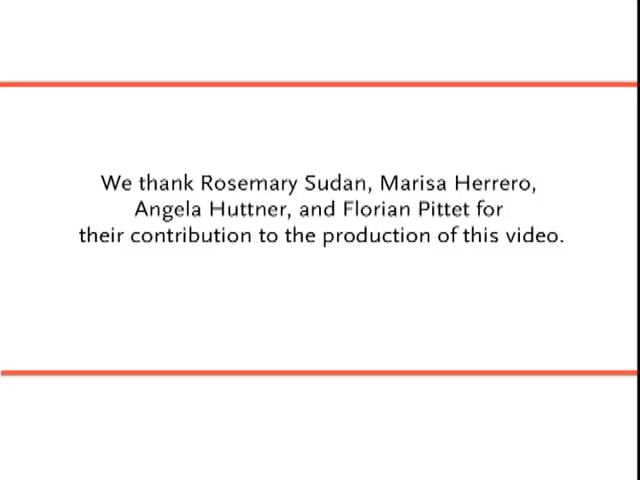 We thank Rosemary Sudan, Marisa Herrero,
Angela Huttner, and Florian Pittet for
their contribution to the production of this video.